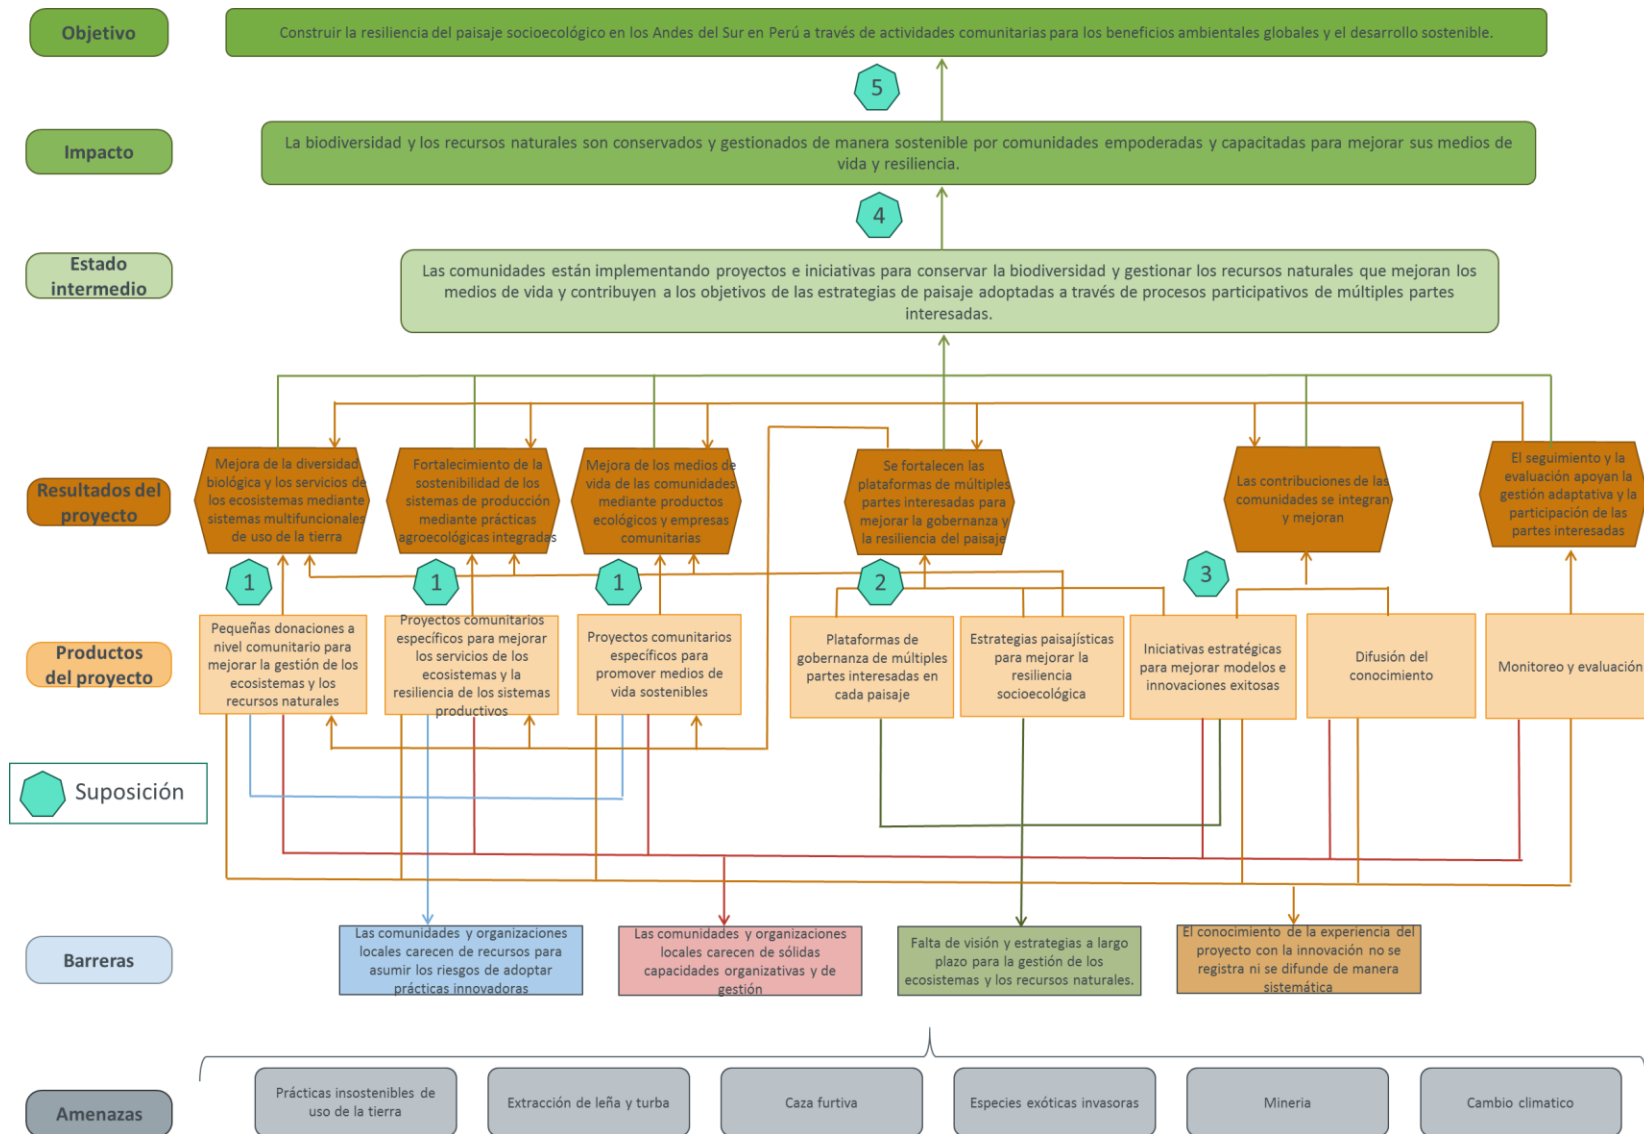 Objetivo
Construir la resiliencia del paisaje socioecológico en los Andes del Sur en Perú a través de actividades comunitarias para los beneficios ambientales globales y el desarrollo sostenible.
5
Impacto
La biodiversidad y los recursos naturales son conservados y gestionados de manera sostenible por comunidades empoderadas y capacitadas para mejorar sus medios de
vida y resiliencia.
4
Estado
intermedio
Las comunidades están implementando proyectos e iniciativas para conservar la biodiversidad y gestionar los recursos naturales que mejoran los
medios de vida y contribuyen a los objetivos de las estrategias de paisaje adoptadas a través de procesos participativos de múltiples partes
interesadas.
Resultados del
proyecto
Mejora de la diversidad
biológica y los servicios de
los ecosistemas mediante
sistemas multifuncionales
de uso de la tierra
Fortalecimiento de la
sostenibilidad de los
sistemas de producción
mediante prácticas
agroecológicas integradas
Mejora de los medios de
vida de las comunidades
mediante productos
ecológicos y empresas
comunitarias
Se fortalecen las
plataformas de múltiples
partes interesadas para
mejorar la gobernanza y
la resiliencia del paisaje
Las contribuciones de las
comunidades se integran
y mejoran
El seguimiento y la
evaluación apoyan la
gestión adaptativa y la
participación de las
partes interesadas
1
1
1
2
3
Productos
del proyecto
Pequeñas donaciones a
nivel comunitario para
mejorar la gestión de los
ecosistemas y los
recursos naturales
Proyectos comunitarios
específicos para mejorar
los servicios de los
ecosistemas y la
resiliencia de los sistemas
productivos
Proyectos comunitarios
específicos para
promover medios de
vida sostenibles
Plataformas de
gobernanza de múltiples
partes interesadas en
cada paisaje
Estrategias paisajísticas
para mejorar la
resiliencia
socioecológica
Iniciativas estratégicas
para mejorar modelos e
innovaciones exitosas
Difusión del
conocimiento
Monitoreo y evaluación
Suposición
Barreras
Las comunidades y organizaciones
locales carecen de recursos para
asumir los riesgos de adoptar
prácticas innovadoras
Las comunidades y organizaciones
locales carecen de sólidas
capacidades organizativas y de
gestión
Falta de visión y estrategias a largo
plazo para la gestión de los
ecosistemas y los recursos naturales.
El conocimiento de la experiencia del
proyecto con la innovación no se
registra ni se difunde de manera
sistemática
Amenazas
Prácticas insostenibles de
uso de la tierra
Extracción de leña y turba
Caza furtiva
Especies exóticas invasoras
Mineria
Cambio climatico